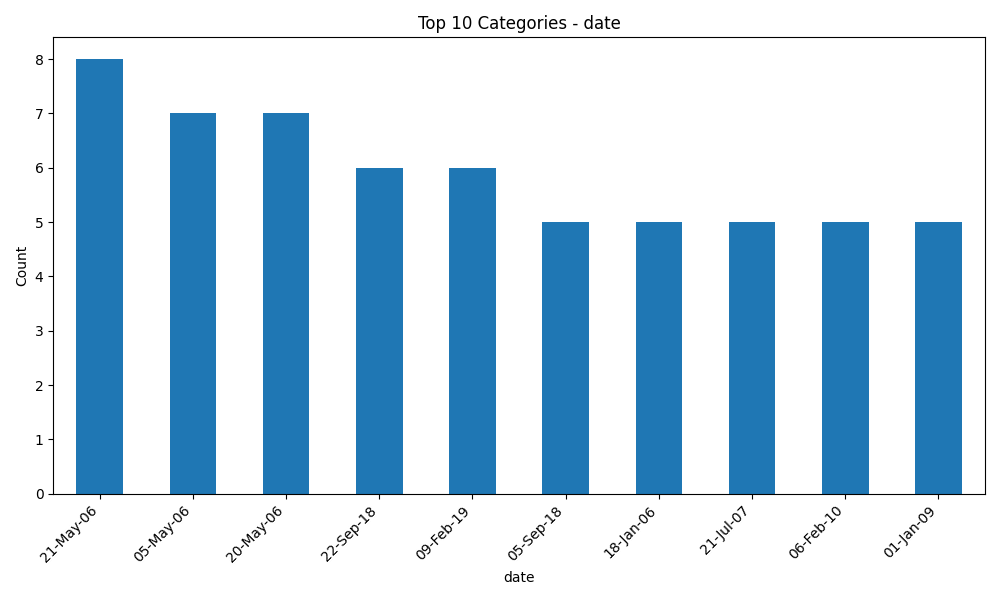 Top 10 Categories - date
Count
8
7
6
5
4
3
2
1
0
21-May-06
05-May-06
20-May-06
22-Sep-18
09-Feb-19
05-Sep-18
18-Jan-06
21-Jul-07
06-Feb-10
01-Jan-09
date